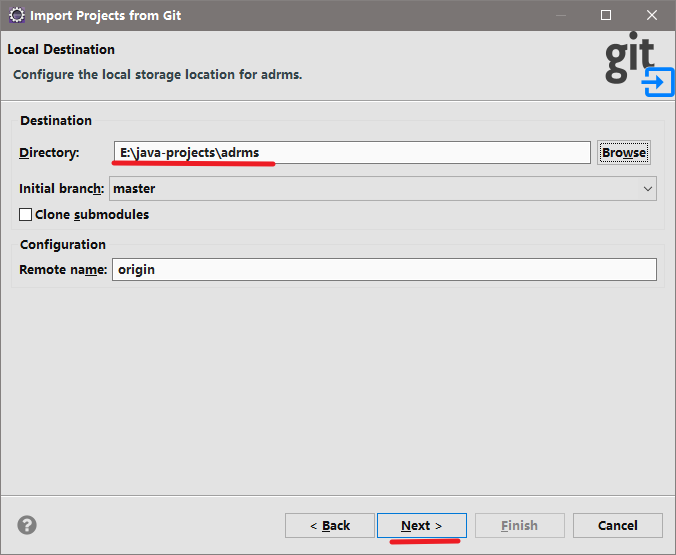 Import Projects from Git
Local Destination
Configure the local storage location for adrms.
git
Destination
Directory: E:\java-projects\adrms Browse
Initial branch: master
Clone submodules
Configuration
Remote name: origin
? < Back Next > Finish Cancel